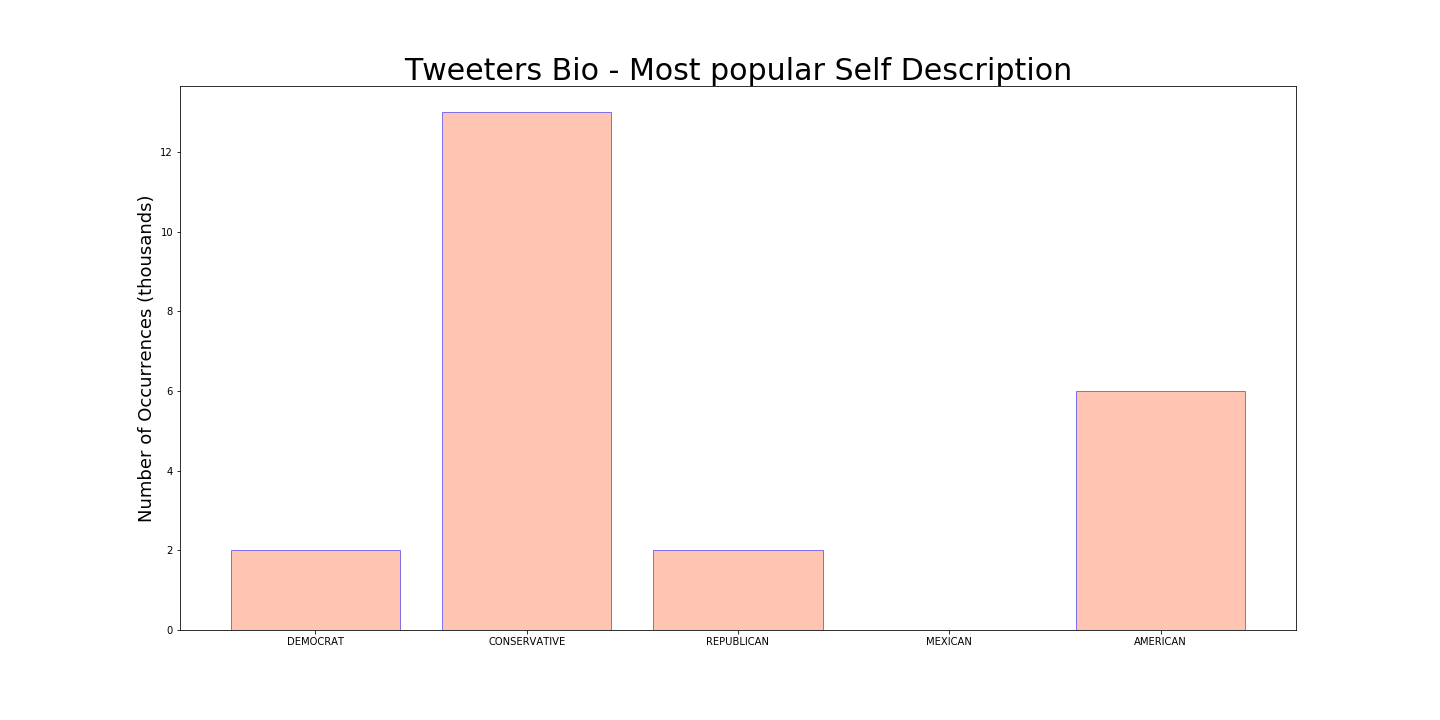 Tweeters Bio - Most popular Self Description
Number of Occurrences (thousands)
12
10
8
6
4
2
0
DEMOCRAT CONSERVATIVE REPUBLICAN MEXICAN AMERICAN